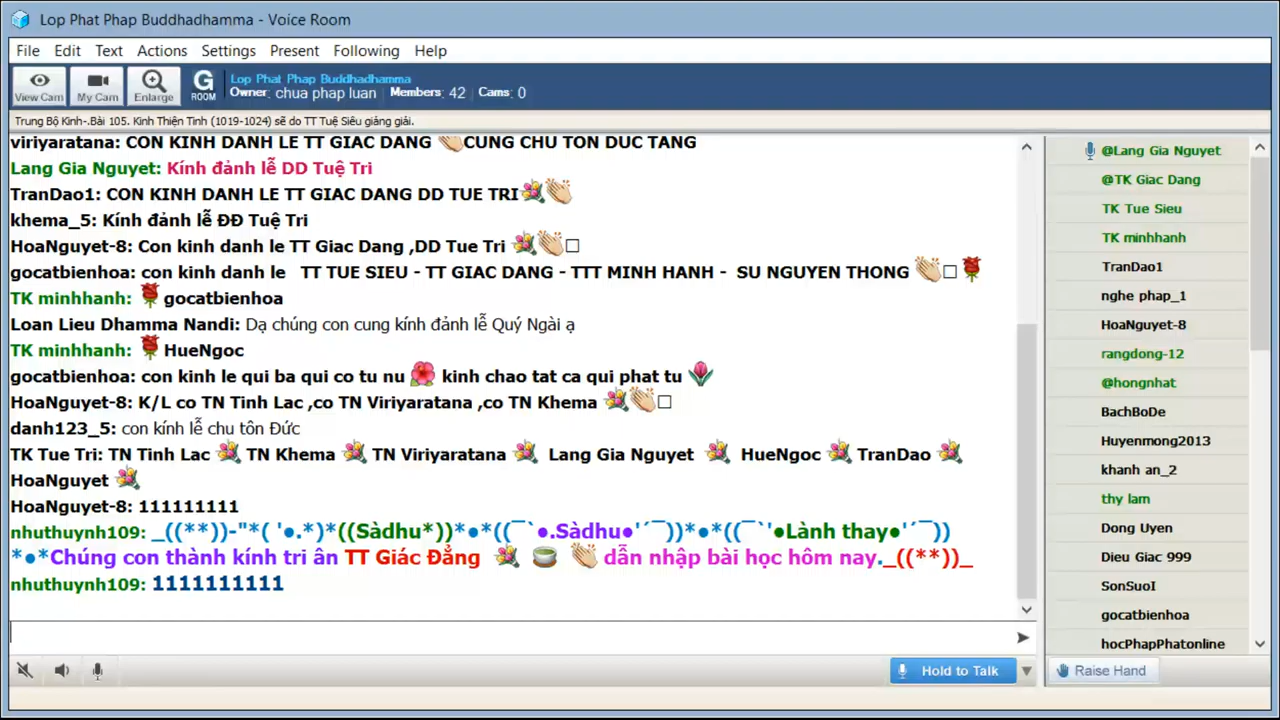 Lop Phat Phap Buddhadhamma - Voice Room
File Edit Text Actions Settings Present Following Help
View Cam My Cam Enlarge G ROOM
Lop Phat Phap Buddhadhamma
Owner: chua phap luan Members: 42 Cams: 0
Trung Bộ Kinh-.Bài 105. Kinh Thiện Tinh (1019-1024) sẽ do TT Tuệ Siêu giảng giải.
viriyaratana: CON KINH DANH LE TT GIAC DANG 👏CUNG CHU TON DUC TANG
Lang Gia Nguyet: Kính đảnh lễ DD Tuệ Tri
TranDao1: CON KINH DANH LE TT GIAC DANG DD TUE TRI💐👏
khema_5: Kính đảnh lễ ĐĐ Tuệ Tri
HoaNguyet-8: Con kinh danh le TT Giac Dang ,DD Tue Tri 💐👏□
gocatbienhoa: con kinh danh le TT TUE SIEU - TT GIAC DANG - TTT MINH HANH - SU NGUYEN THONG 👏□🌹
TK minhhanh: 🌹gocatbienhoa
Loan Lieu Dhamma Nandi: Dạ chúng con cung kính đảnh lễ Quý Ngài ạ
TK minhhanh: 🌹HueNgoc
gocatbienhoa: con kinh le qui ba qui co tu nu 🌺 kinh chao tat ca qui phat tu 🌷
HoaNguyet-8: K/L co TN Tinh Lac ,co TN Viriyaratana ,co TN Khema 💐👏□
danh123_5: con kính lễ chu tôn Đức
TK Tue Tri: TN Tinh Lac 💐 TN Khema 💐 TN Viriyaratana 💐 Lang Gia Nguyet 💐 HueNgoc 💐 TranDao 💐
HoaNguyet 💐
HoaNguyet-8: 111111111
nhuthuynh109: _((**))-"*( '●.*)*((Sàdhu*))*●*((¯`●.Sàdhu●'´¯))*●*((¯`'●Lành thay●'´¯))
*●*Chúng con thành kính tri ân TT Giác Đẳng 💐 🍵 👏 dẫn nhập bài học hôm nay._((**))_
nhuthuynh109: 1111111111
Hold to Talk
@Lang Gia Nguyet
@TK Giac Dang
TK Tue Sieu
TK minhhanh
TranDao1
nghe phap_1
HoaNguyet-8
rangdong-12
@hongnhat
BachBoDe
Huyenmong2013
khanh an_2
thy lam
Dong Uyen
Dieu Giac 999
SonSuoI
gocatbienhoa
hocPhapPhatonline
Raise Hand